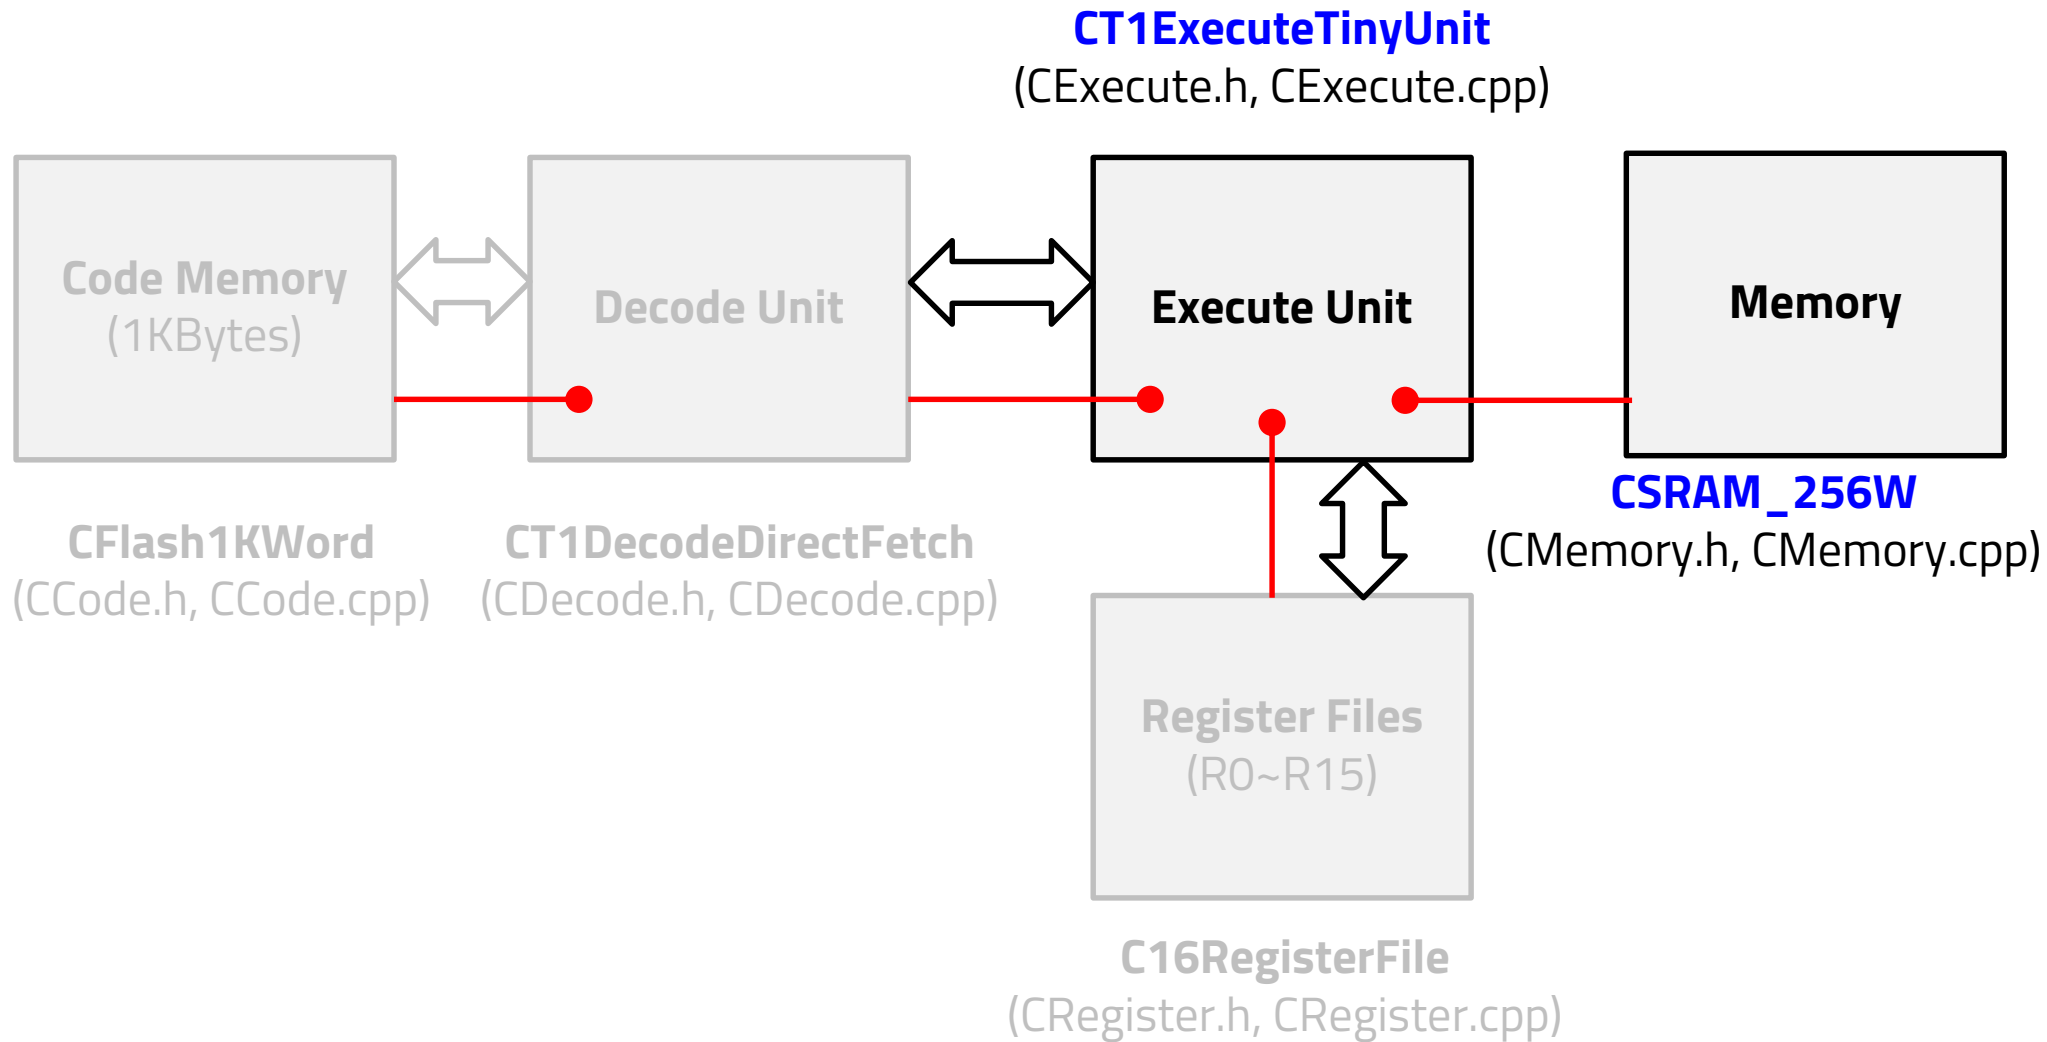 CT1ExecuteTinyUnit
(CExecute.h, CExecute.cpp)
Code Memory
(1KBytes)
Decode Unit
Execute Unit
Memory
CFlash1KWord
(CCode.h, CCode.cpp)
CT1DecodeDirectFetch
(CDecode.h, CDecode.cpp)
CSRAM_256W
(CMemory.h, CMemory.cpp)
Register Files
(R0~R15)
C16RegisterFile
(CRegister.h, CRegister.cpp)